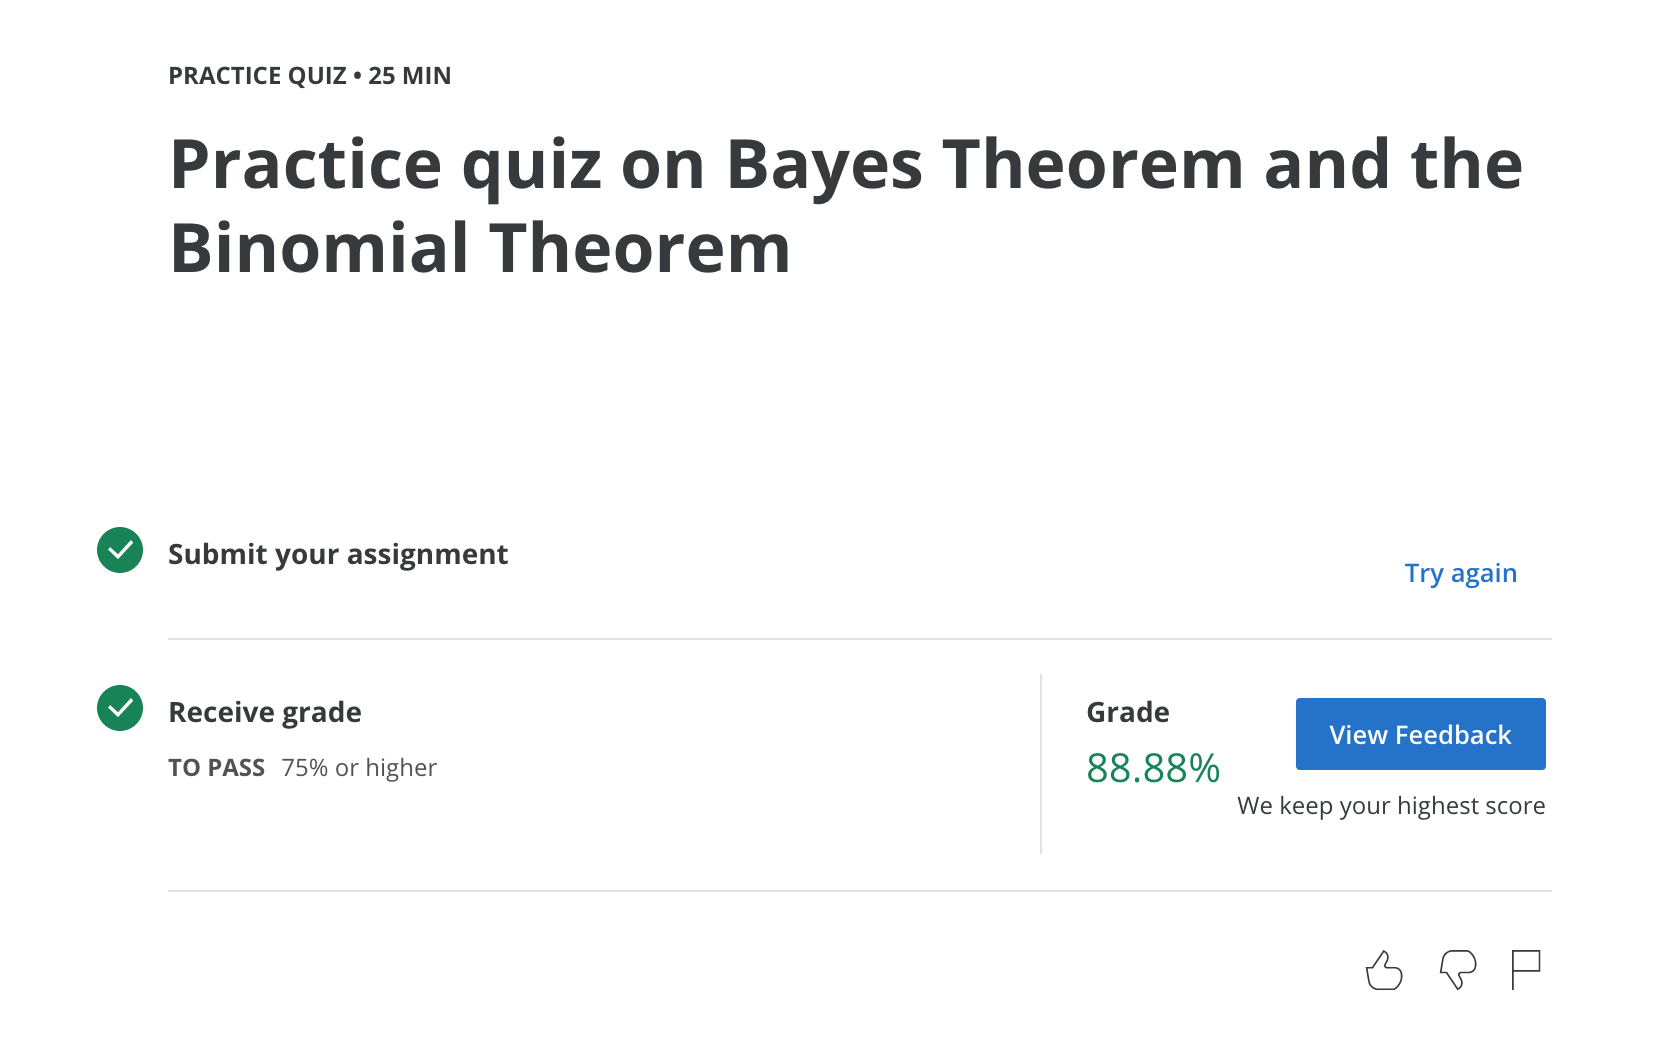 PRACTICE QUIZ • 25 MIN
Practice quiz on Bayes Theorem and the
Binomial Theorem
Submit your assignment
Try again
Receive grade
TO PASS 75% or higher
Grade
88.88%
View Feedback
We keep your highest score